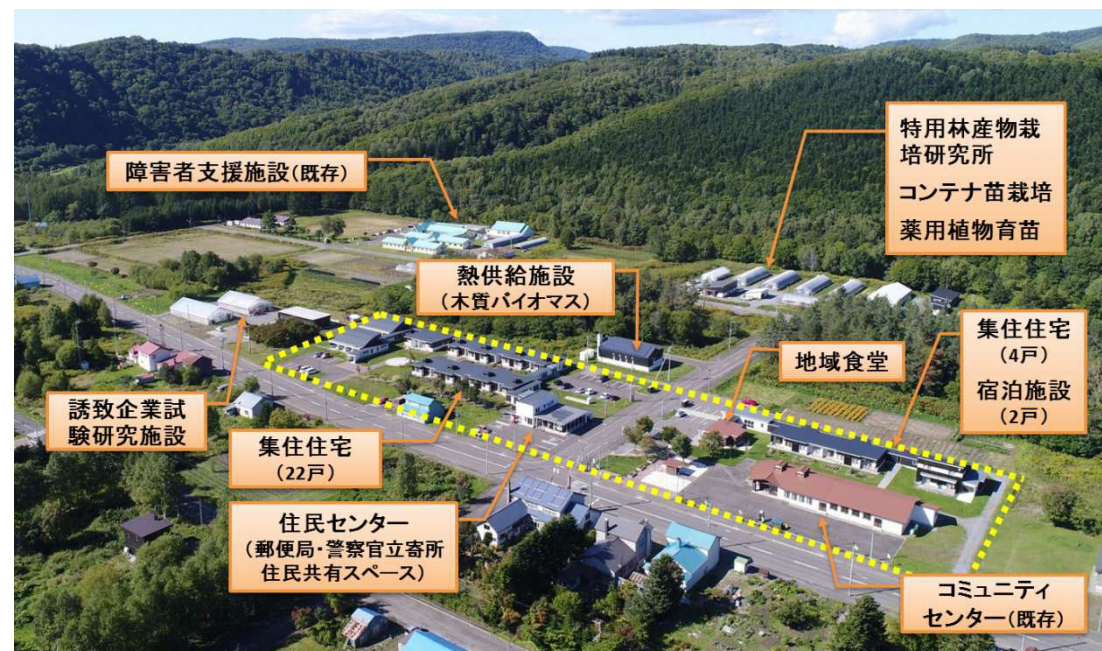 障害者支援施設(既存)
特用林産物栽
培研究所
コンテナ苗栽培
薬用植物育苗
熱供給施設
(木質バイオマス)
地域食堂
集住住宅
(4戸)
宿泊施設
(2戸)
誘致企業試
験研究施設
集住住宅
(22戸)
住民センター
(郵便局・警察官立寄所
住民共有スペース)
コミュニティ
センター(既存)